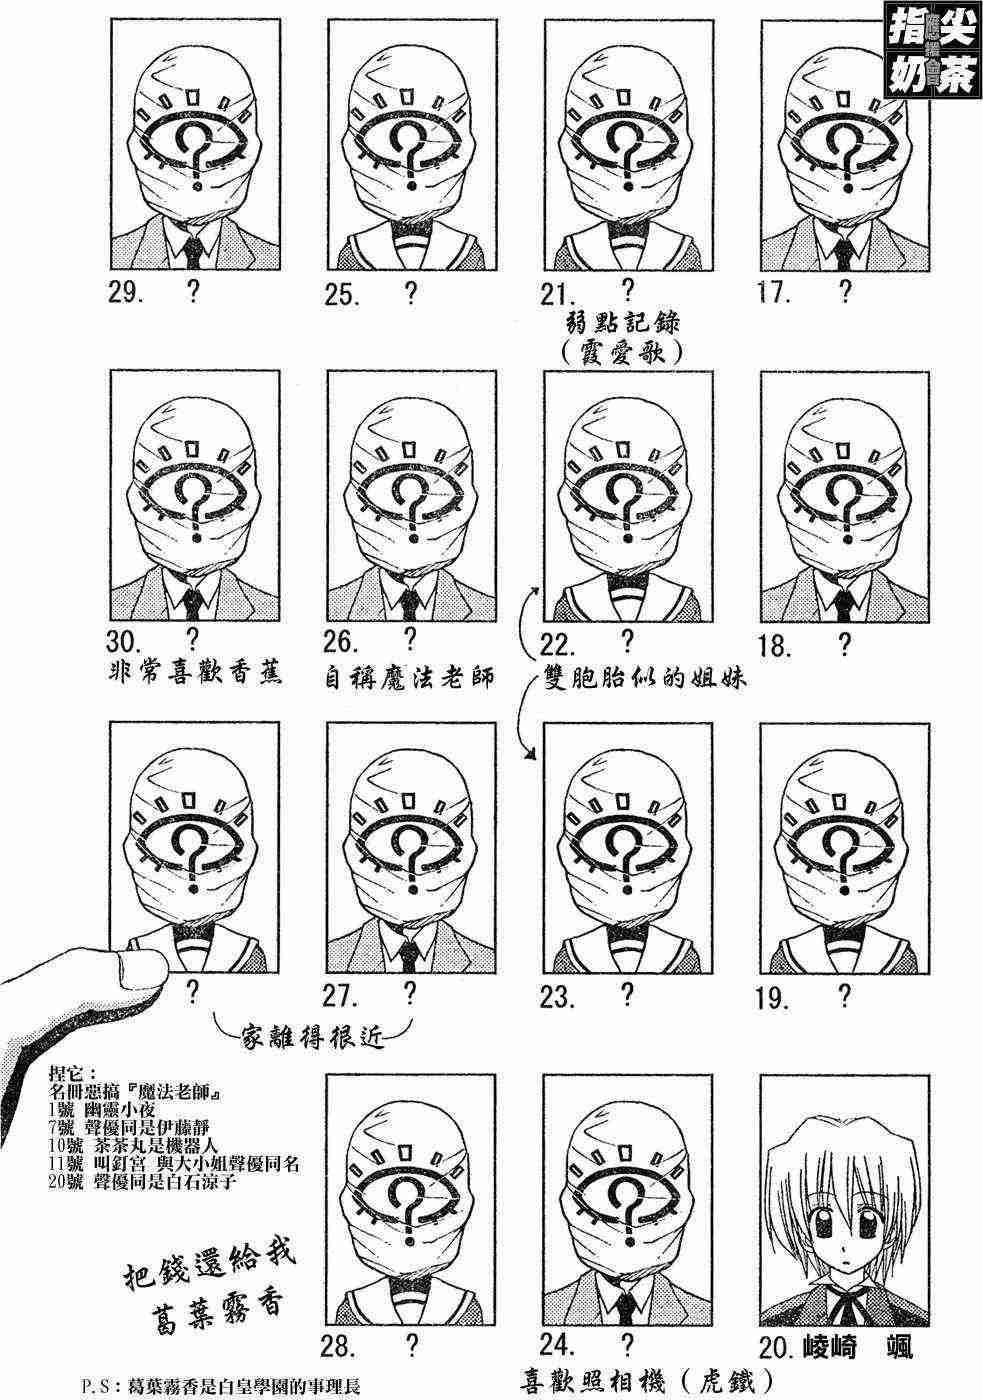 指尖
奶茶
應援會
29. ?
25. ?
21. ?
弱點記錄
(霞愛歌)
17. ?
30. ?
非常喜歡香蕉
26. ?
自稱魔法老師
22. ?
18. ?
雙胞胎似的姐妹
?
27. ?
家離得很近
23. ?
19. ?
捏它：
名冊惡搞『魔法老師』
1號 幽靈小夜
7號 聲優同是伊藤靜
10號 茶茶丸是機器人
11號 叫釘宮 與大小姐聲優同名
20號 聲優同是白石涼子
把錢還給我
葛葉霧香
28. ?
24. ?
喜歡照相機(虎鐵)
20. 崚崎 颯
P.S：葛葉霧香是白皇學園的事理長